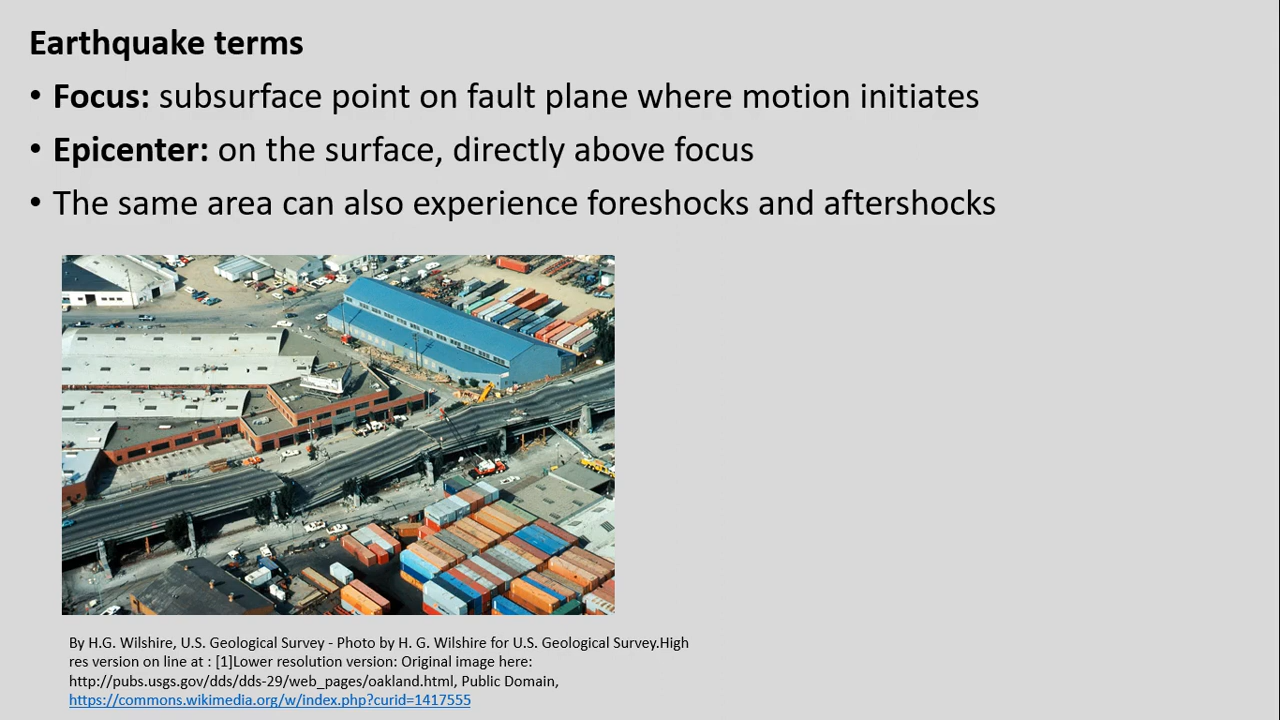 Earthquake terms
• Focus: subsurface point on fault plane where motion initiates
• Epicenter: on the surface, directly above focus
• The same area can also experience foreshocks and aftershocks
By H.G. Wilshire, U.S. Geological Survey - Photo by H. G. Wilshire for U.S. Geological Survey.High
res version on line at : [1]Lower resolution version: Original image here:
http://pubs.usgs.gov/dds/dds-29/web_pages/oakland.html, Public Domain,
https://commons.wikimedia.org/w/index.php?curid=1417555